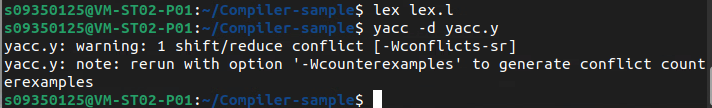 s09350125@VM-ST02-P01:~/Compiler-sample$ lex lex.l
s09350125@VM-ST02-P01:~/Compiler-sample$ yacc -d yacc.y
yacc.y: warning: 1 shift/reduce conflict [-Wconflicts-sr]
yacc.y: note: rerun with option '-Wcounterexamples' to generate conflict count
erexamples
s09350125@VM-ST02-P01:~/Compiler-sample$